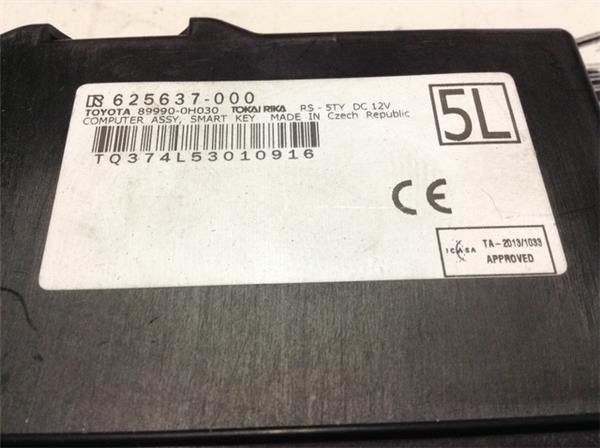 625637-000
TOYOTA 89990-0H030 TOKAI RIKA RS-5TY DC 12V
COMPUTER ASSY, SMART KEY MADE IN Czech Republic
TQ374L53010916
5L
CE
ICASA TA-2013/1033
APPROVED